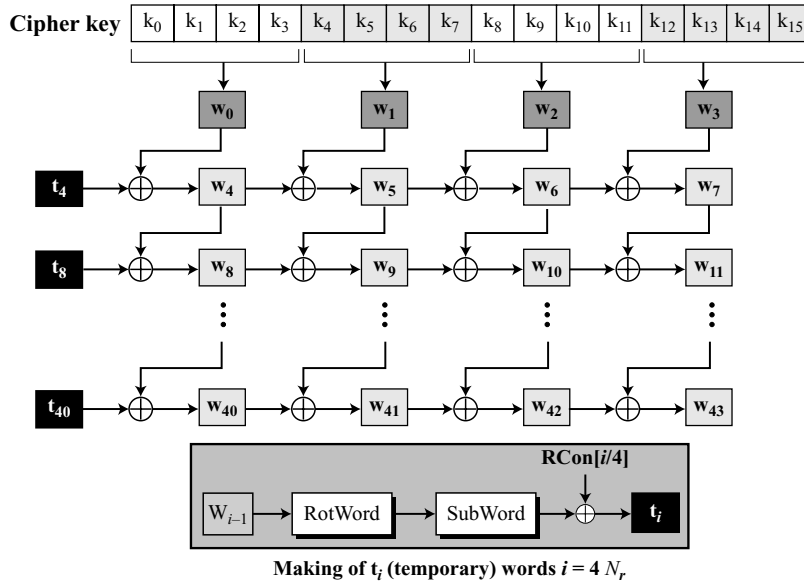 Cipher key k₀ k₁ k₂ k₃ k₄ k₅ k₆ k₇ k₈ k₉ k₁₀ k₁₁ k₁₂ k₁₃ k₁₄ k₁₅
w₀ w₁ w₂ w₃
t₄ w₄ w₅ w₆ w₇
t₈ w₈ w₉ w₁₀ w₁₁
t₄₀ w₄₀ w₄₁ w₄₂ w₄₃
RCon[i/4]
Wᵢ₋₁ RotWord SubWord tᵢ
Making of tᵢ (temporary) words i = 4 Nᵣ